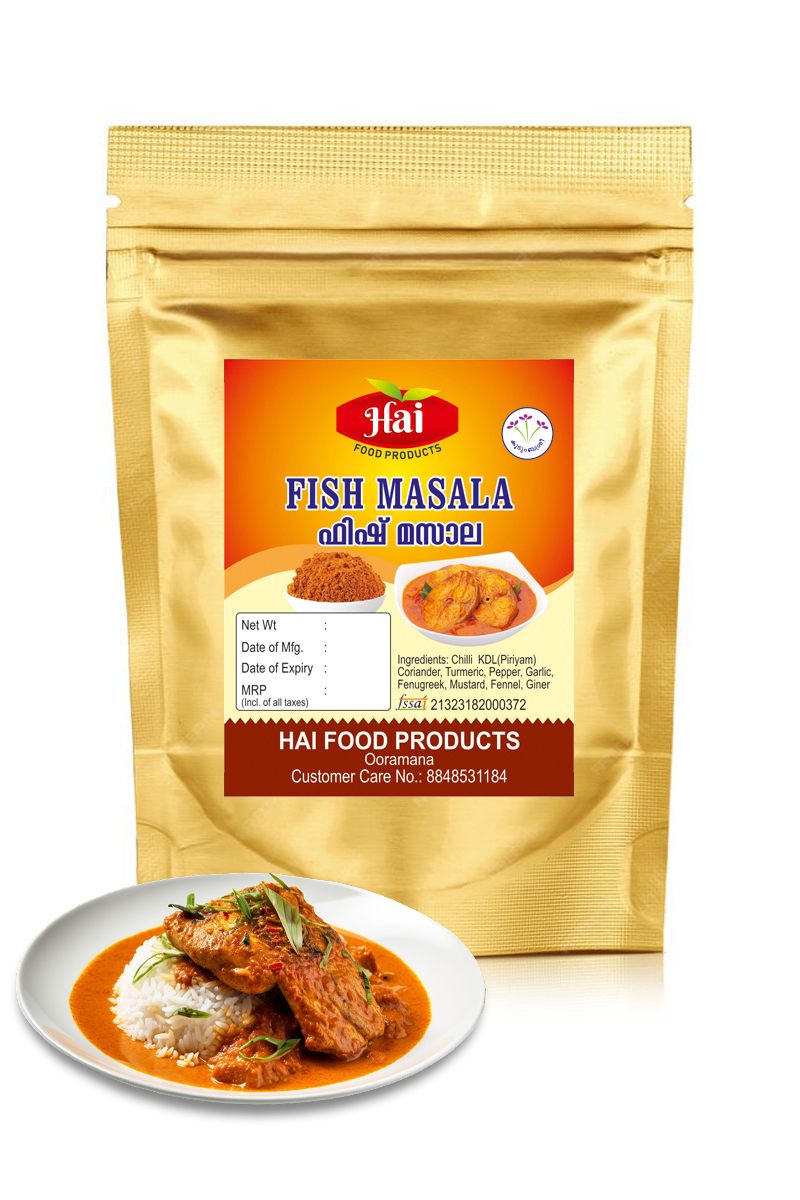 Hai
FOOD PRODUCTS
കുടുംബശ്രീ
FISH MASALA
ഫിഷ് മസാല
Net Wt :
Date of Mfg. :
Date of Expiry :
MRP :
(Incl. of all taxes)
Ingredients: Chilli KDL(Piriyam)
Coriander, Turmeric, Pepper, Garlic,
Fenugreek, Mustard, Fennel, Giner
fssai 21323182000372
HAI FOOD PRODUCTS
Ooramana
Customer Care No.: 8848531184